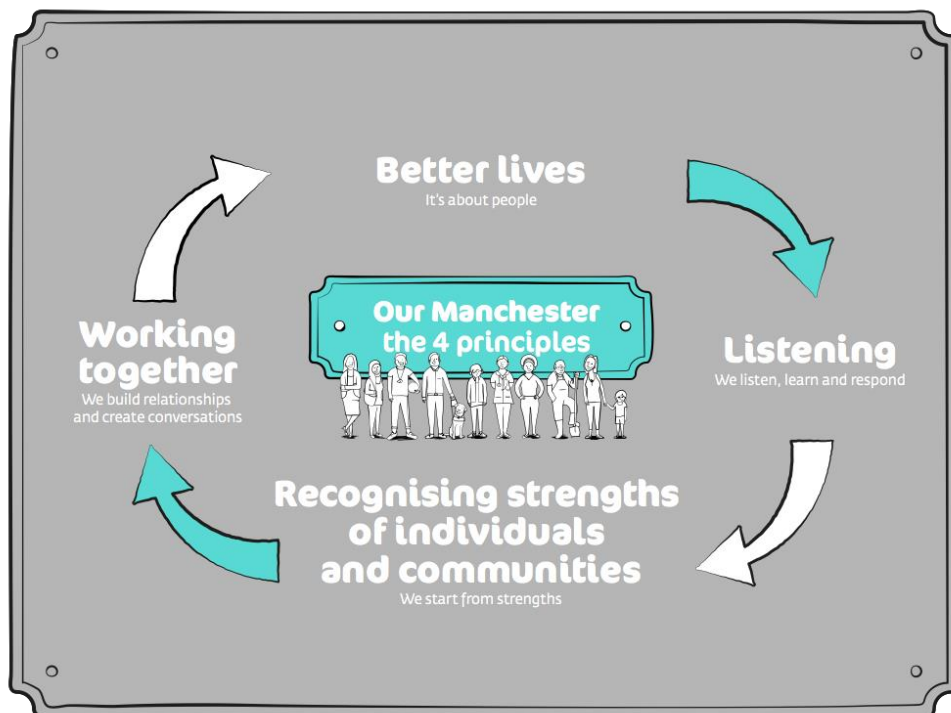 Better lives
It's about people
Our Manchester
the 4 principles
Listening
We listen, learn and respond
Recognising strengths
of individuals
and communities
We start from strengths
Working
together
We build relationships
and create conversations